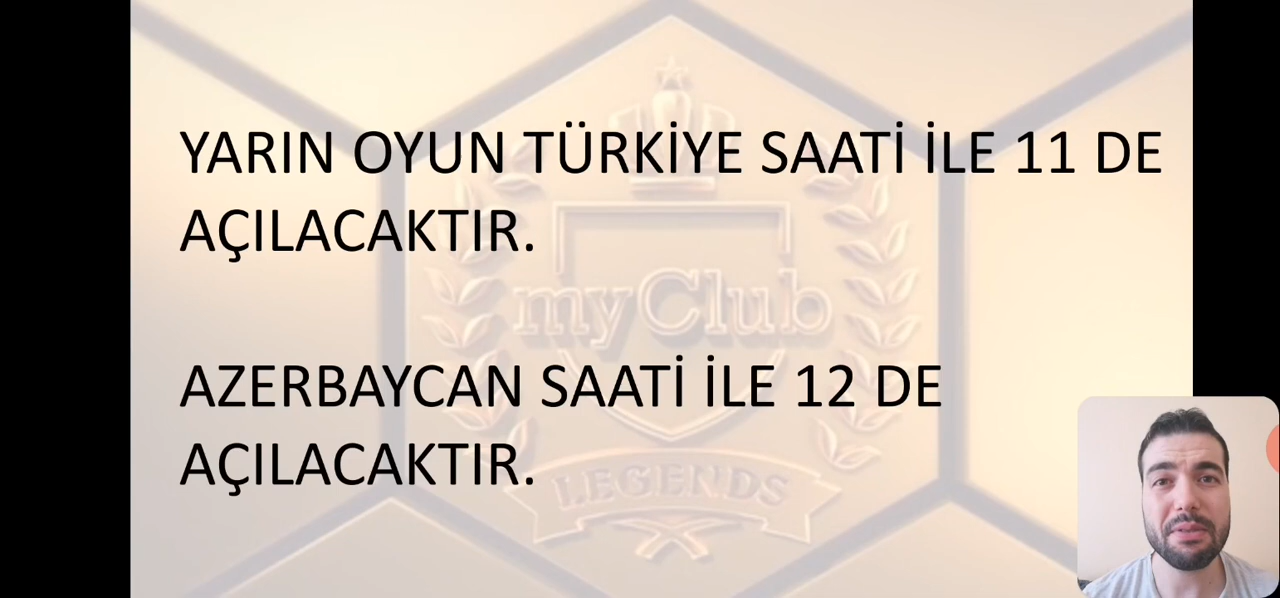 YARIN OYUN TÜRKİYE SAATİ İLE 11 DE
AÇILACAKTIR.
AZERBAYCAN SAATİ İLE 12 DE
AÇILACAKTIR.
myClub
LEGENDS